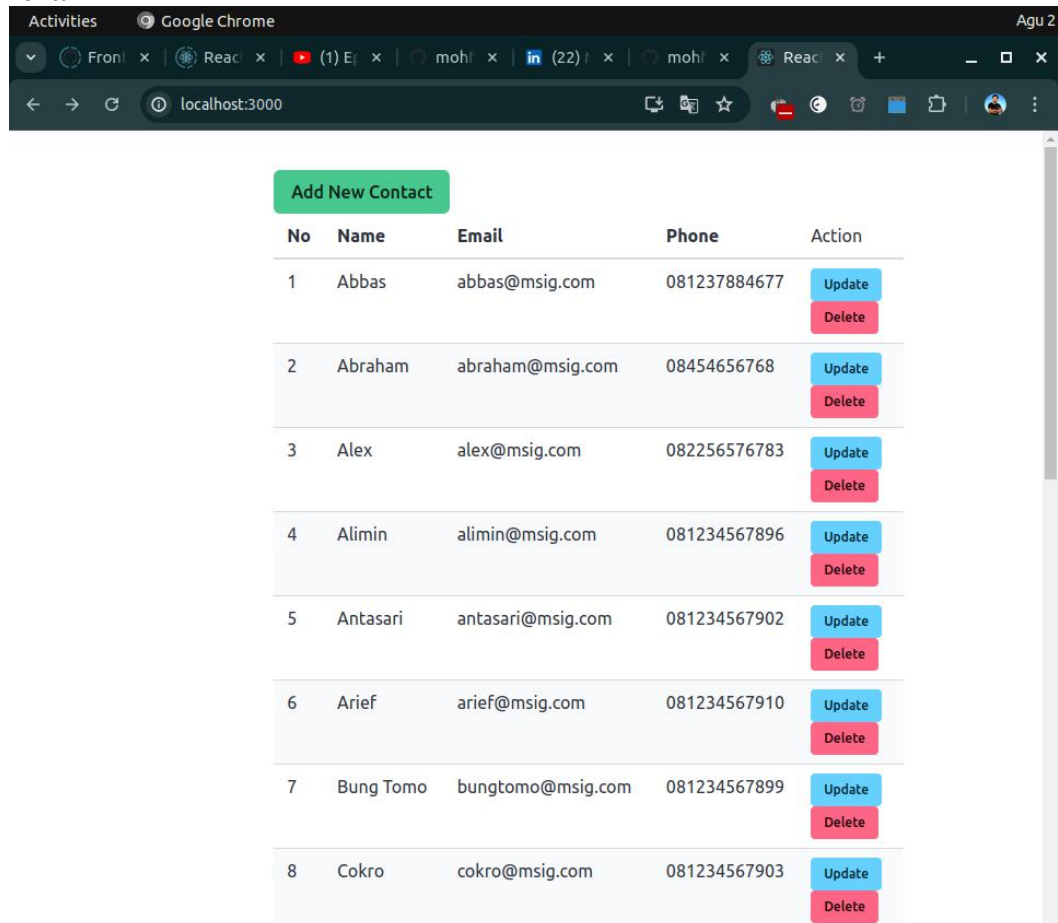 Activities Google Chrome Agu 2
Front Reac (1) Ep mohf in (22) mohf Reac
localhost:3000
Add New Contact
No Name Email Phone Action
1 Abbas abbas@msig.com 081237884677 Update
Delete
2 Abraham abraham@msig.com 08454656768 Update
Delete
3 Alex alex@msig.com 082256576783 Update
Delete
4 Alimin alimin@msig.com 081234567896 Update
Delete
5 Antasari antasari@msig.com 081234567902 Update
Delete
6 Arief arief@msig.com 081234567910 Update
Delete
7 Bung Tomo bungtomo@msig.com 081234567899 Update
Delete
8 Cokro cokro@msig.com 081234567903 Update
Delete